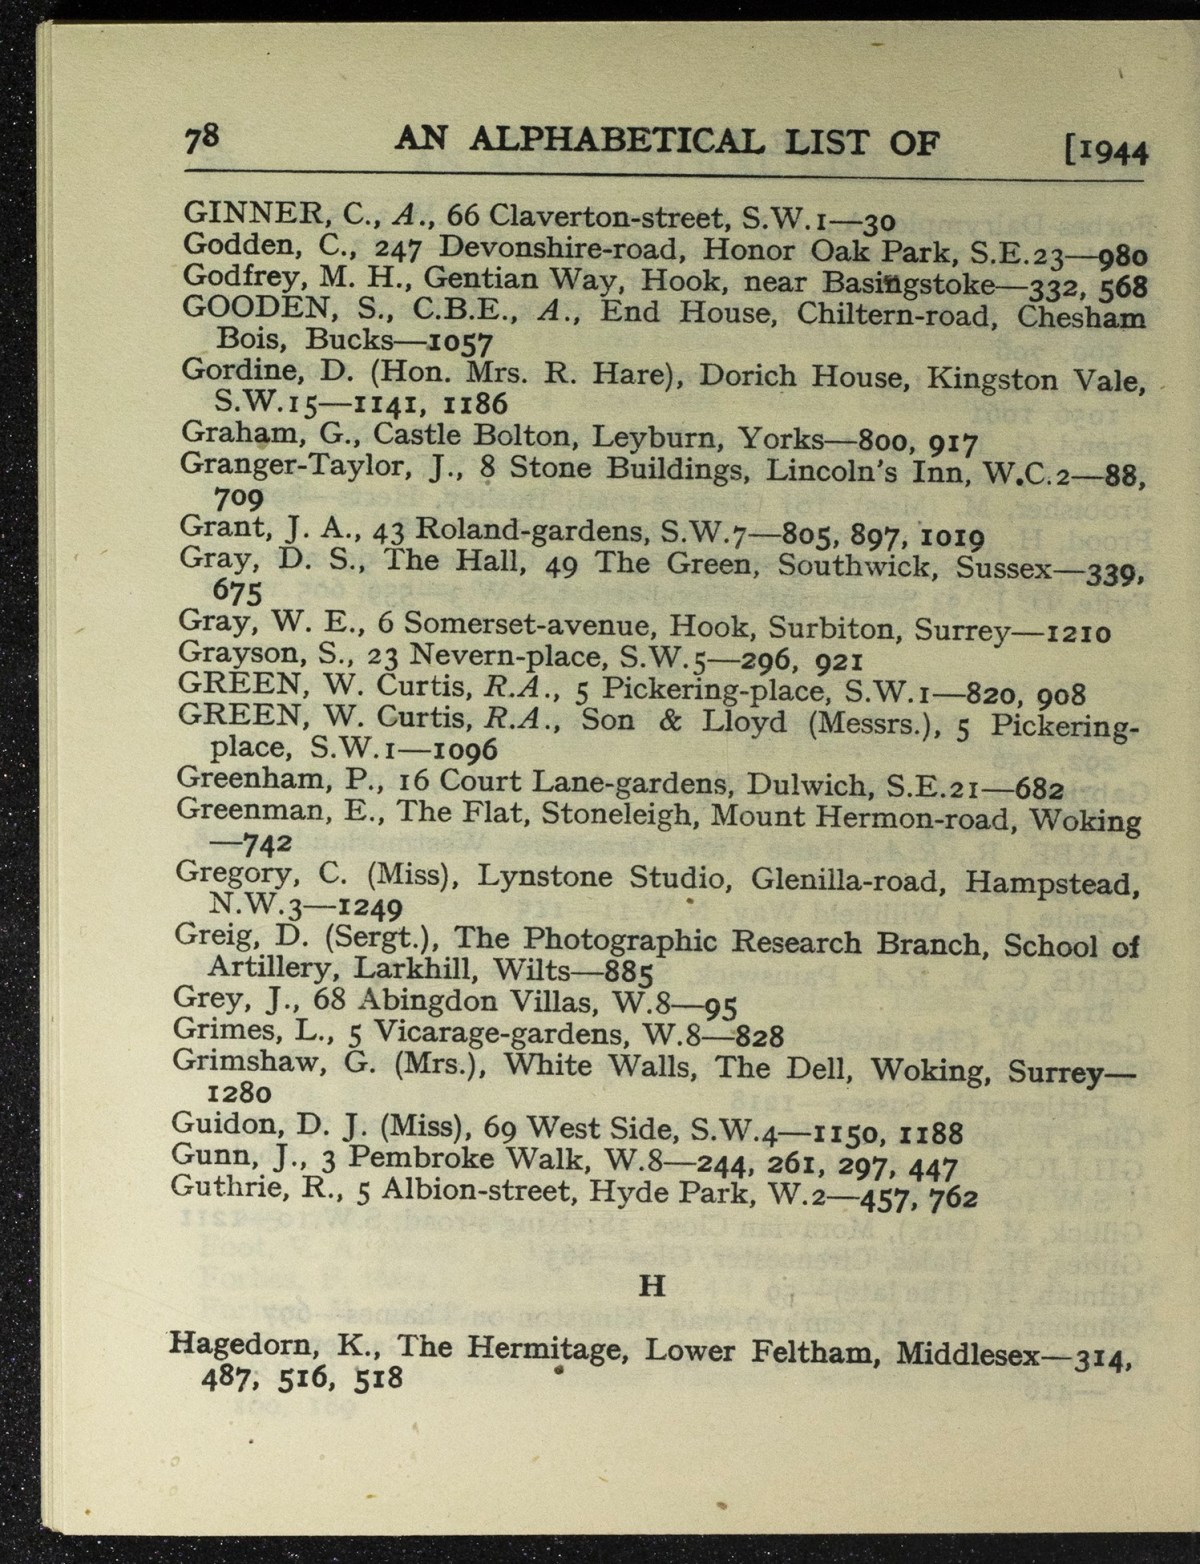 78 AN ALPHABETICAL LIST OF [1944
GINNER, C., A., 66 Claverton-street, S.W.1—30
Godden, C., 247 Devonshire-road, Honor Oak Park, S.E.23—980
Godfrey, M. H., Gentian Way, Hook, near Basingstoke—332, 568
GOODEN, S., C.B.E., A., End House, Chiltern-road, Chesham
Bois, Bucks—1057
Gordine, D. (Hon. Mrs. R. Hare), Dorich House, Kingston Vale,
S.W.15—1141, 1186
Graham, G., Castle Bolton, Leyburn, Yorks—800, 917
Granger-Taylor, J., 8 Stone Buildings, Lincoln's Inn, W.C.2—88,
709
Grant, J. A., 43 Roland-gardens, S.W.7—805, 897, 1019
Gray, D. S., The Hall, 49 The Green, Southwick, Sussex—339,
675
Gray, W. E., 6 Somerset-avenue, Hook, Surbiton, Surrey—1210
Grayson, S., 23 Nevern-place, S.W.5—296, 921
GREEN, W. Curtis, R.A., 5 Pickering-place, S.W.1—820, 908
GREEN, W. Curtis, R.A., Son & Lloyd (Messrs.), 5 Pickering-
place, S.W.1—1096
Greenham, P., 16 Court Lane-gardens, Dulwich, S.E.21—682
Greenman, E., The Flat, Stoneleigh, Mount Hermon-road, Woking
—742
Gregory, C. (Miss), Lynstone Studio, Glenilla-road, Hampstead,
N.W.3—1249
Greig, D. (Sergt.), The Photographic Research Branch, School of
Artillery, Larkhill, Wilts—885
Grey, J., 68 Abingdon Villas, W.8—95
Grimes, L., 5 Vicarage-gardens, W.8—828
Grimshaw, G. (Mrs.), White Walls, The Dell, Woking, Surrey—
1280
Guidon, D. J. (Miss), 69 West Side, S.W.4—1150, 1188
Gunn, J., 3 Pembroke Walk, W.8—244, 261, 297, 447
Guthrie, R., 5 Albion-street, Hyde Park, W.2—457, 762
H
Hagedorn, K., The Hermitage, Lower Feltham, Middlesex—314,
487, 516, 518